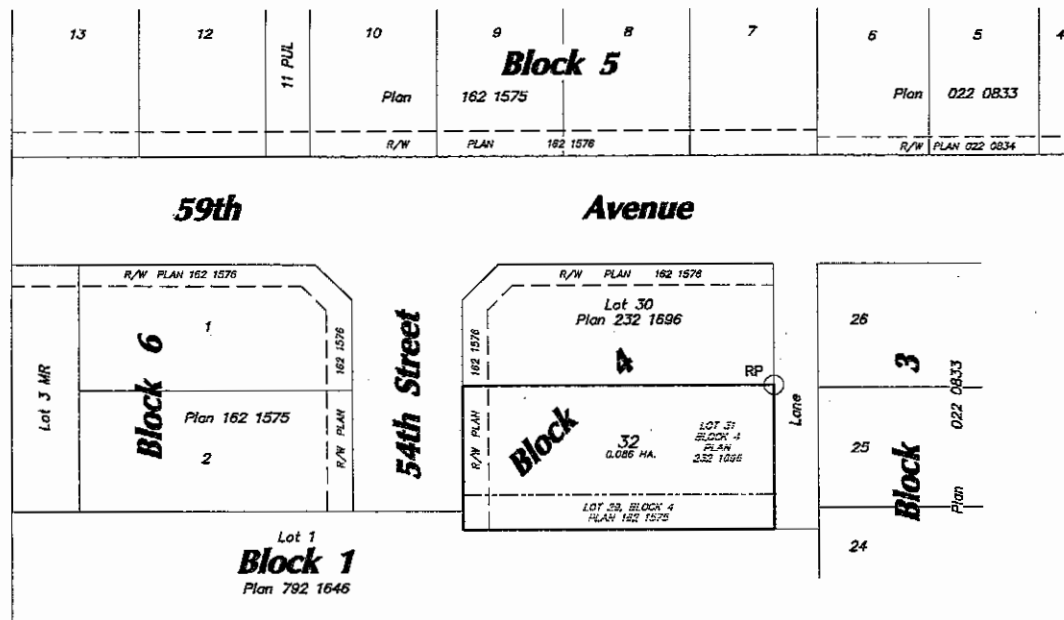 13
12
11 PUL
10
9
8
7
6
5
4
Block 5
Plan 162 1575
Plan 022 0833
R/W PLAN 162 1576
R/W PLAN 022 0834
59th Avenue
R/W PLAN 162 1576
R/W PLAN 162 1576
Lot 30
Plan 232 1696
Lot 3 MR
Block 6
1
Plan 162 1575
2
R/W PLAN 162 1576
54th Street
R/W PLAN 162 1576
Block 4
RP
32
0.086 HA.
LOT 31
BLOCK 4
PLAN
232 1696
LOT 29, BLOCK 4
PLAN 162 1575
Lane
26
25
24
Block 3
Plan 022 0833
Lot 1
Block 1
Plan 792 1646